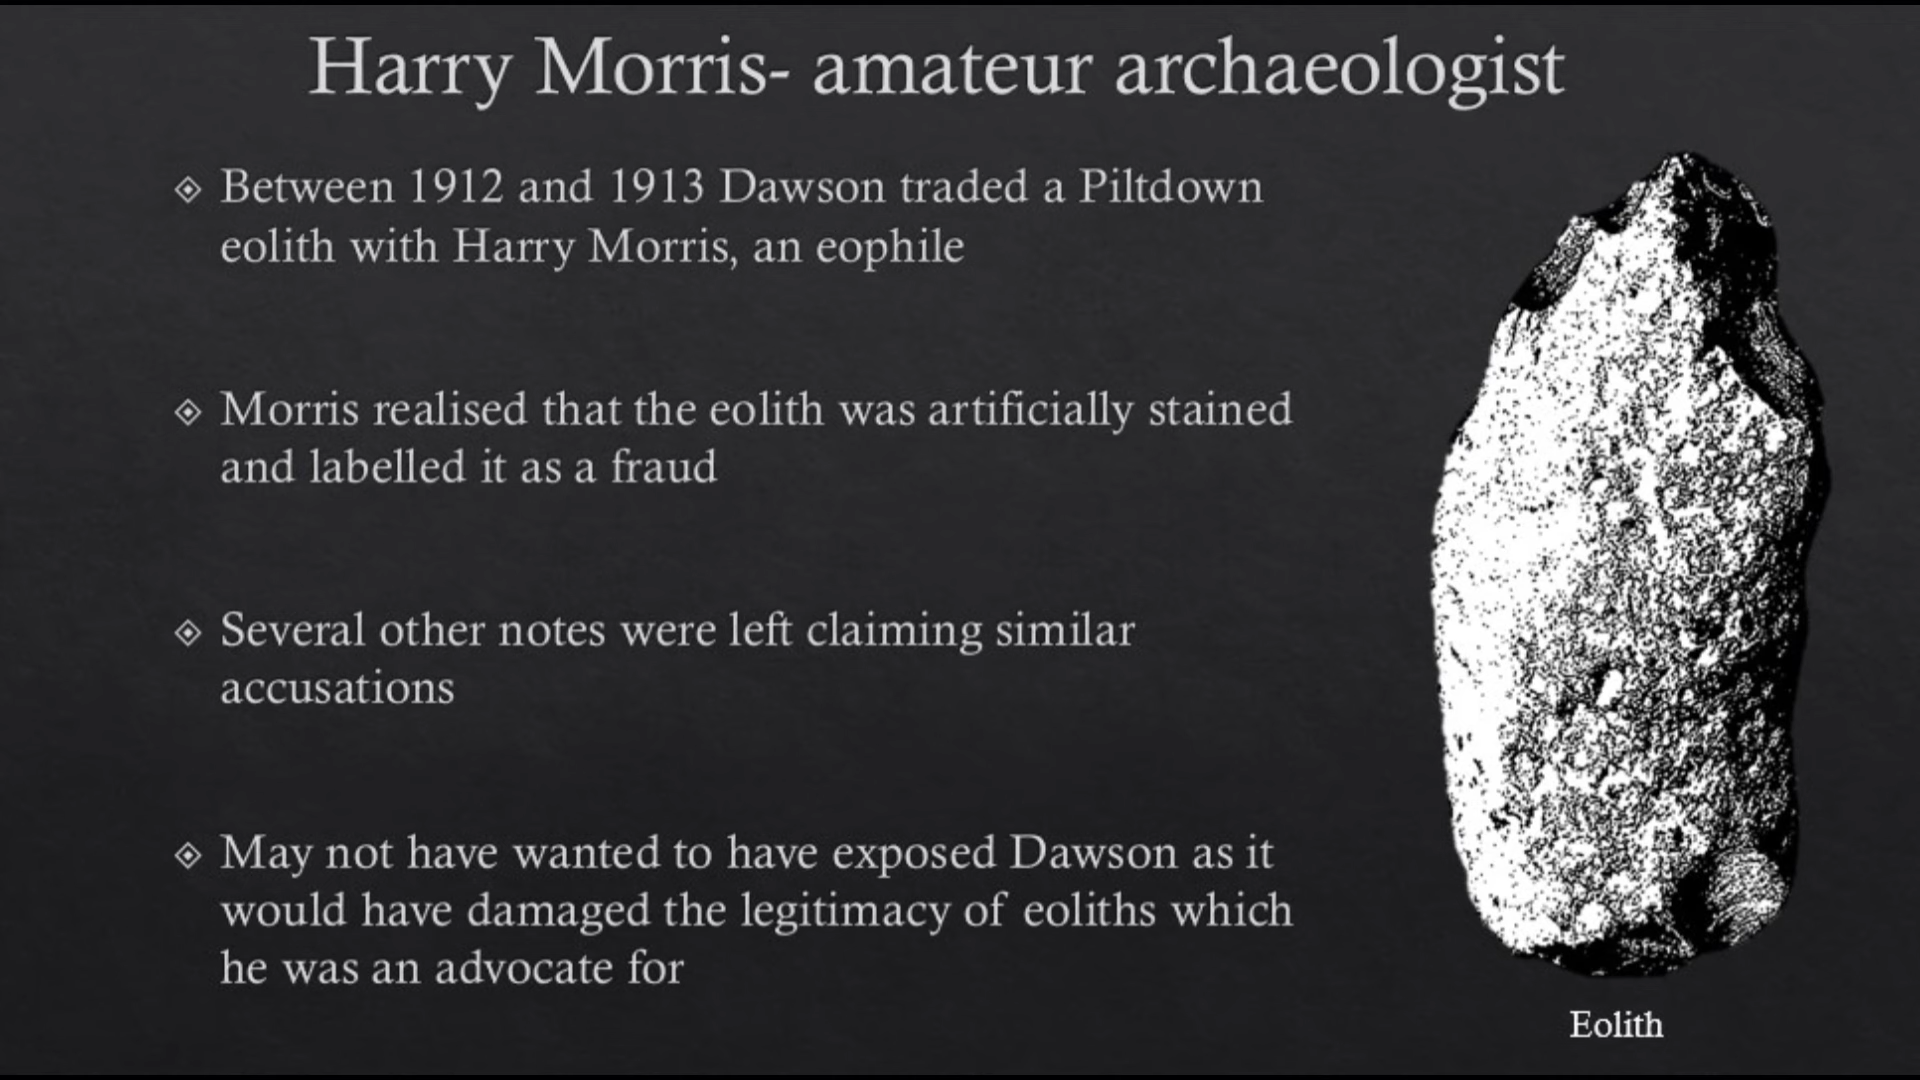 Harry Morris- amateur archaeologist
Between 1912 and 1913 Dawson traded a Piltdown
eolith with Harry Morris, an eophile
Morris realised that the eolith was artificially stained
and labelled it as a fraud
Several other notes were left claiming similar
accusations
May not have wanted to have exposed Dawson as it
would have damaged the legitimacy of eoliths which
he was an advocate for
Eolith